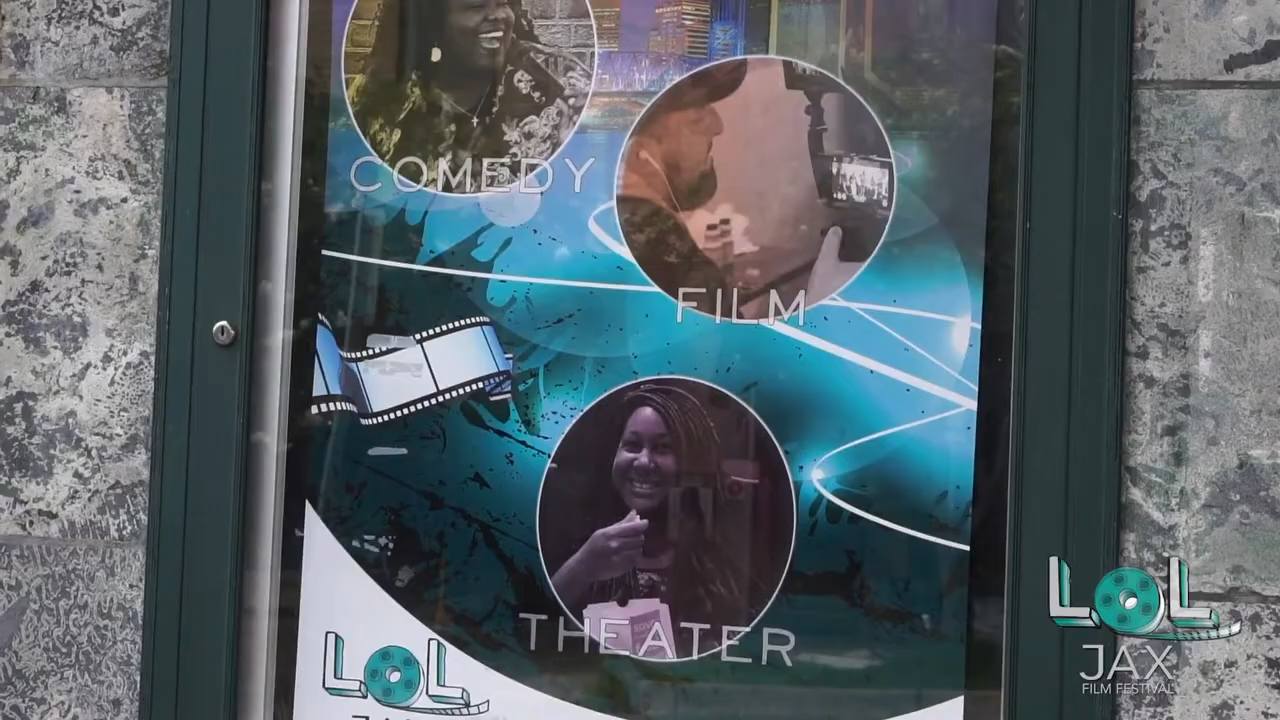 COMEDY
FILM
THEATER
LOL
LOL
JAX
FILM FESTIVAL